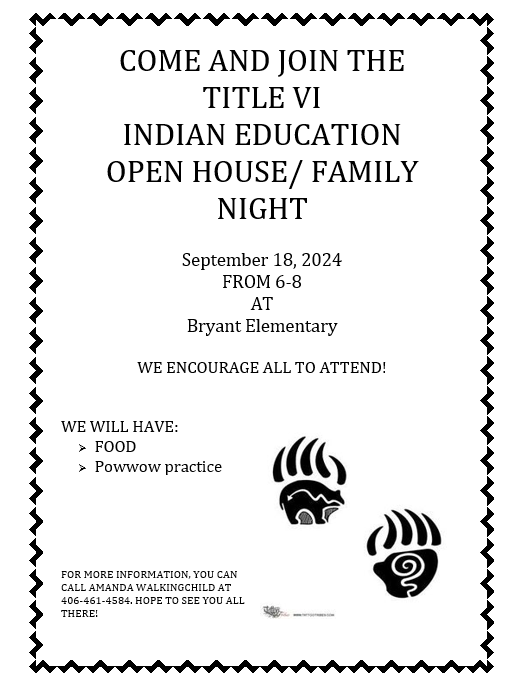 COME AND JOIN THE
TITLE VI
INDIAN EDUCATION
OPEN HOUSE/ FAMILY
NIGHT
September 18, 2024
FROM 6-8
AT
Bryant Elementary
WE ENCOURAGE ALL TO ATTEND!
WE WILL HAVE:
➢ FOOD
➢ Powwow practice
FOR MORE INFORMATION, YOU CAN
CALL AMANDA WALKINGCHILD AT
406-461-4584. HOPE TO SEE YOU ALL
THERE!